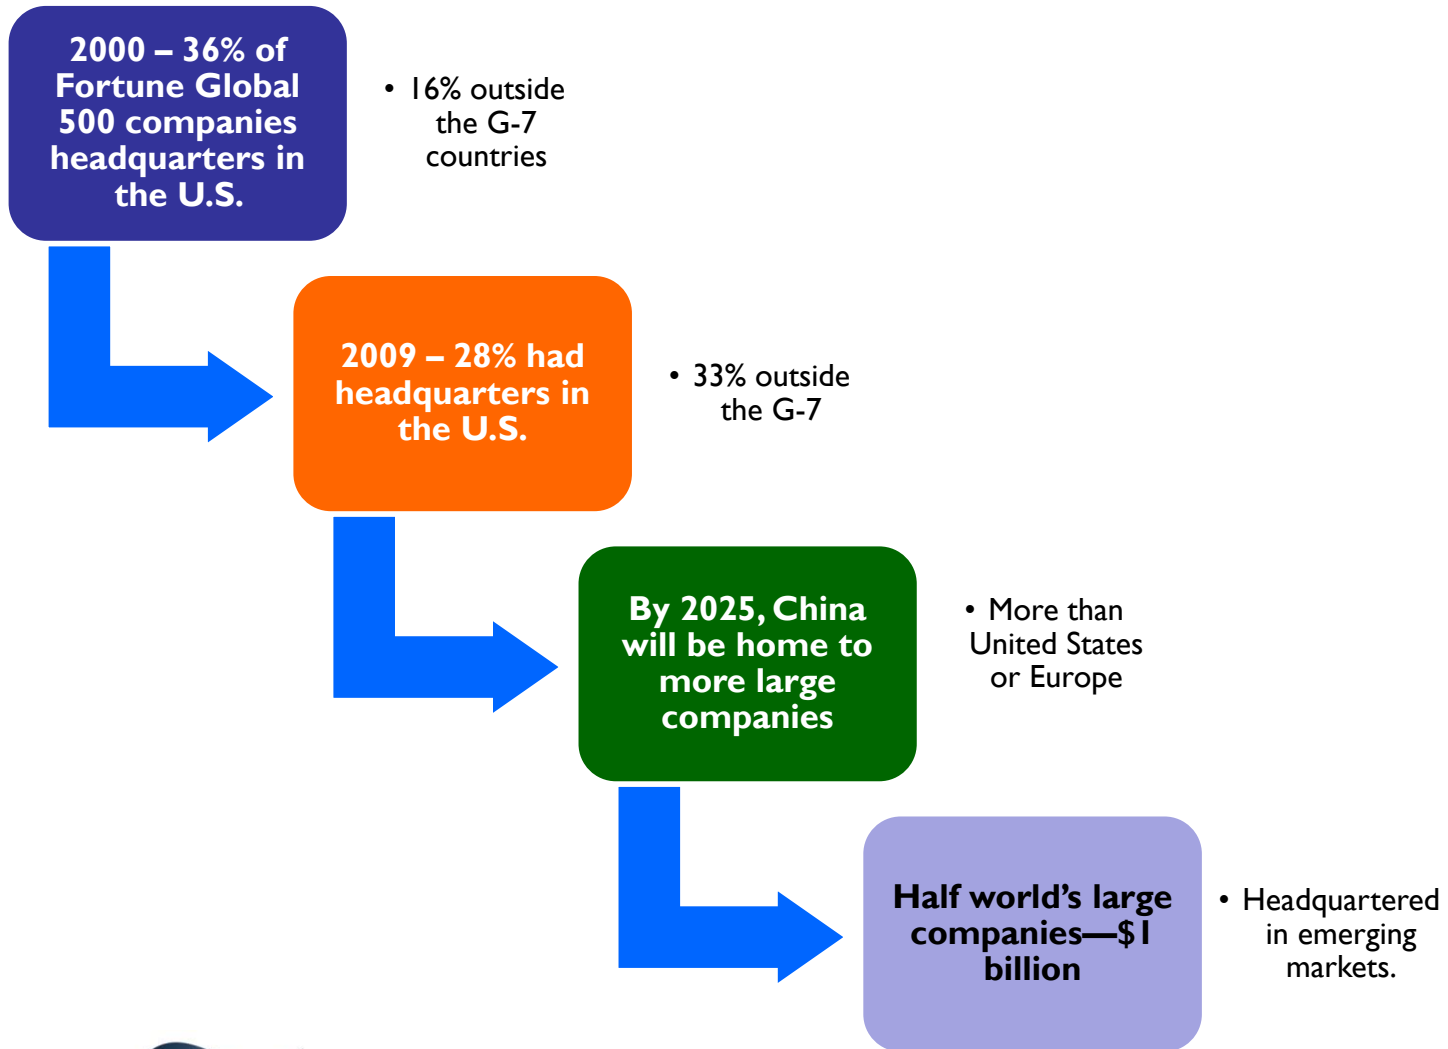 2000 – 36% of
Fortune Global
500 companies
headquarters in
the U.S.
• 16% outside
the G-7
countries
2009 – 28% had
headquarters in
the U.S.
• 33% outside
the G-7
By 2025, China
will be home to
more large
companies
• More than
United States
or Europe
Half world’s large
companies—$1
billion
• Headquartered
in emerging
markets.